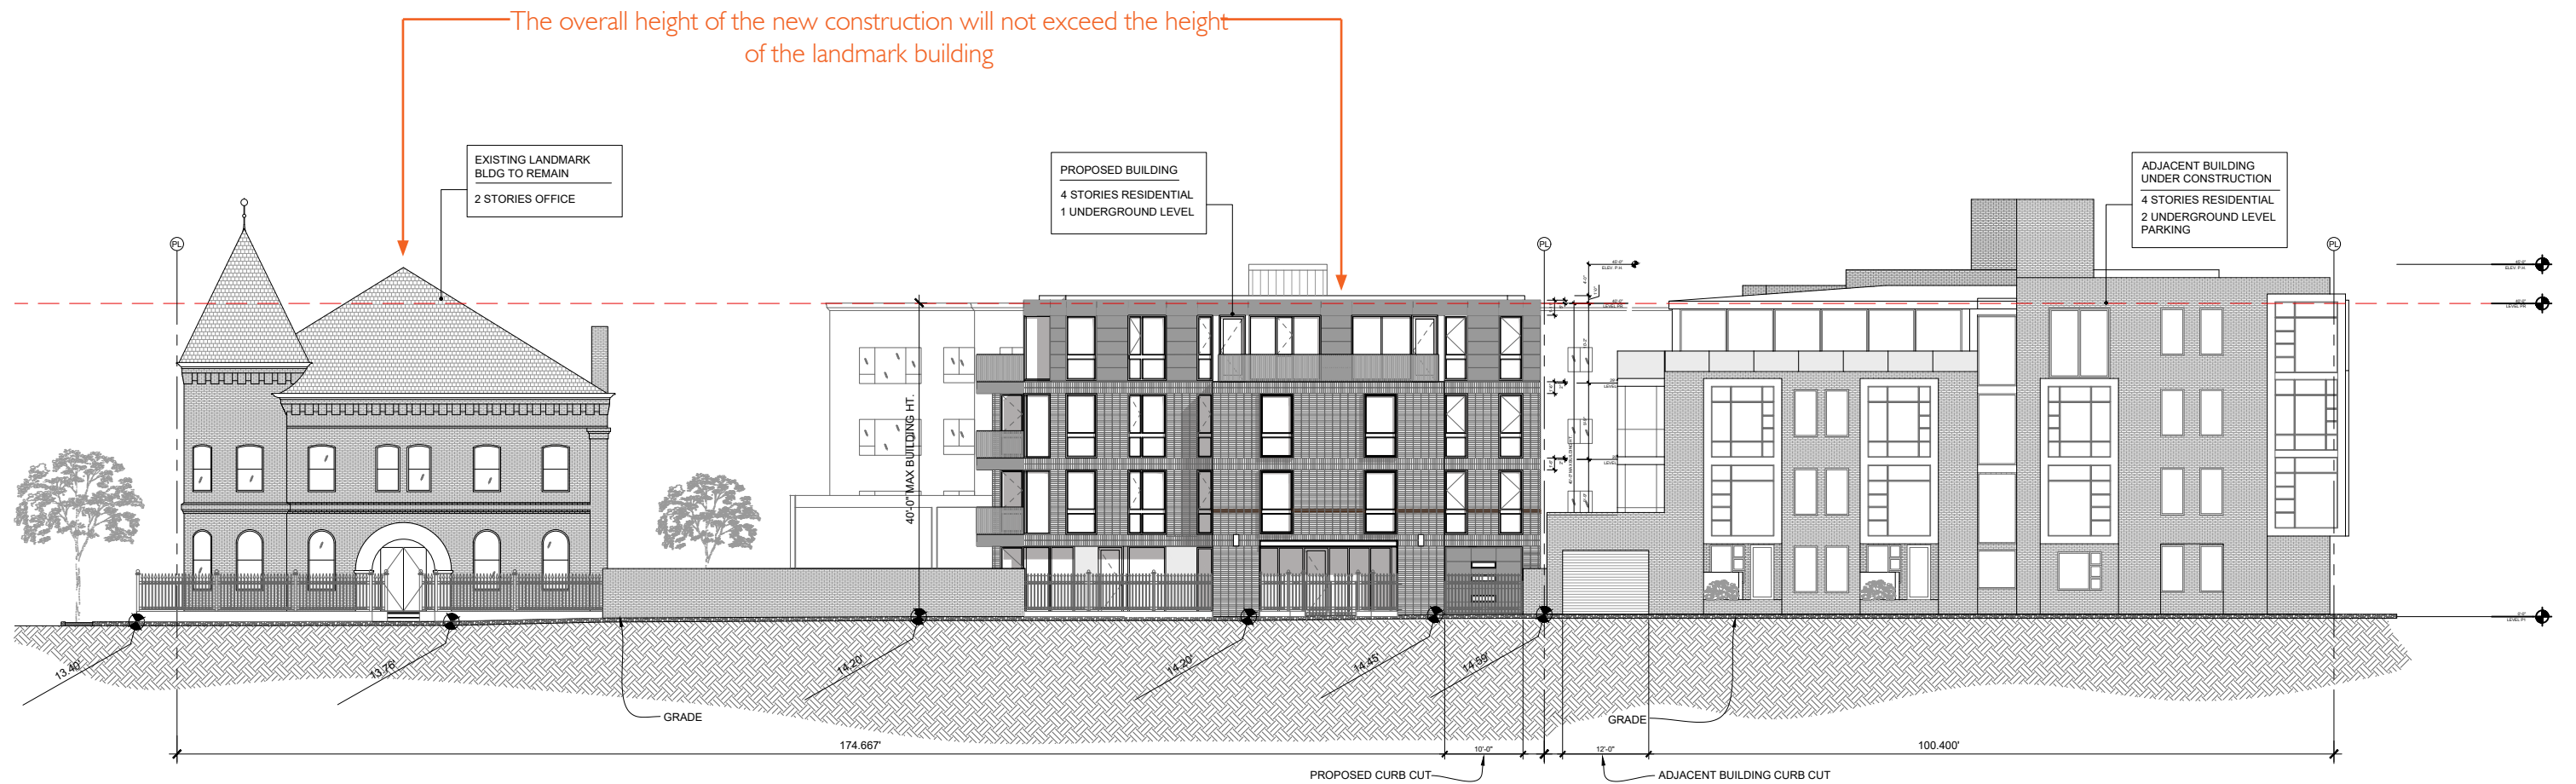 The overall height of the new construction will not exceed the height
of the landmark building
EXISTING LANDMARK
BLDG TO REMAIN
2 STORIES OFFICE
PROPOSED BUILDING
4 STORIES RESIDENTIAL
1 UNDERGROUND LEVEL
ADJACENT BUILDING
UNDER CONSTRUCTION
4 STORIES RESIDENTIAL
2 UNDERGROUND LEVEL
PARKING
PL
PL
PL
40'-0" MAX BUILDING HT.
13.40'
13.76'
14.20'
14.20'
14.45'
14.59'
GRADE
GRADE
174.667'
10'-0"
12'-0"
100.400'
PROPOSED CURB CUT
ADJACENT BUILDING CURB CUT